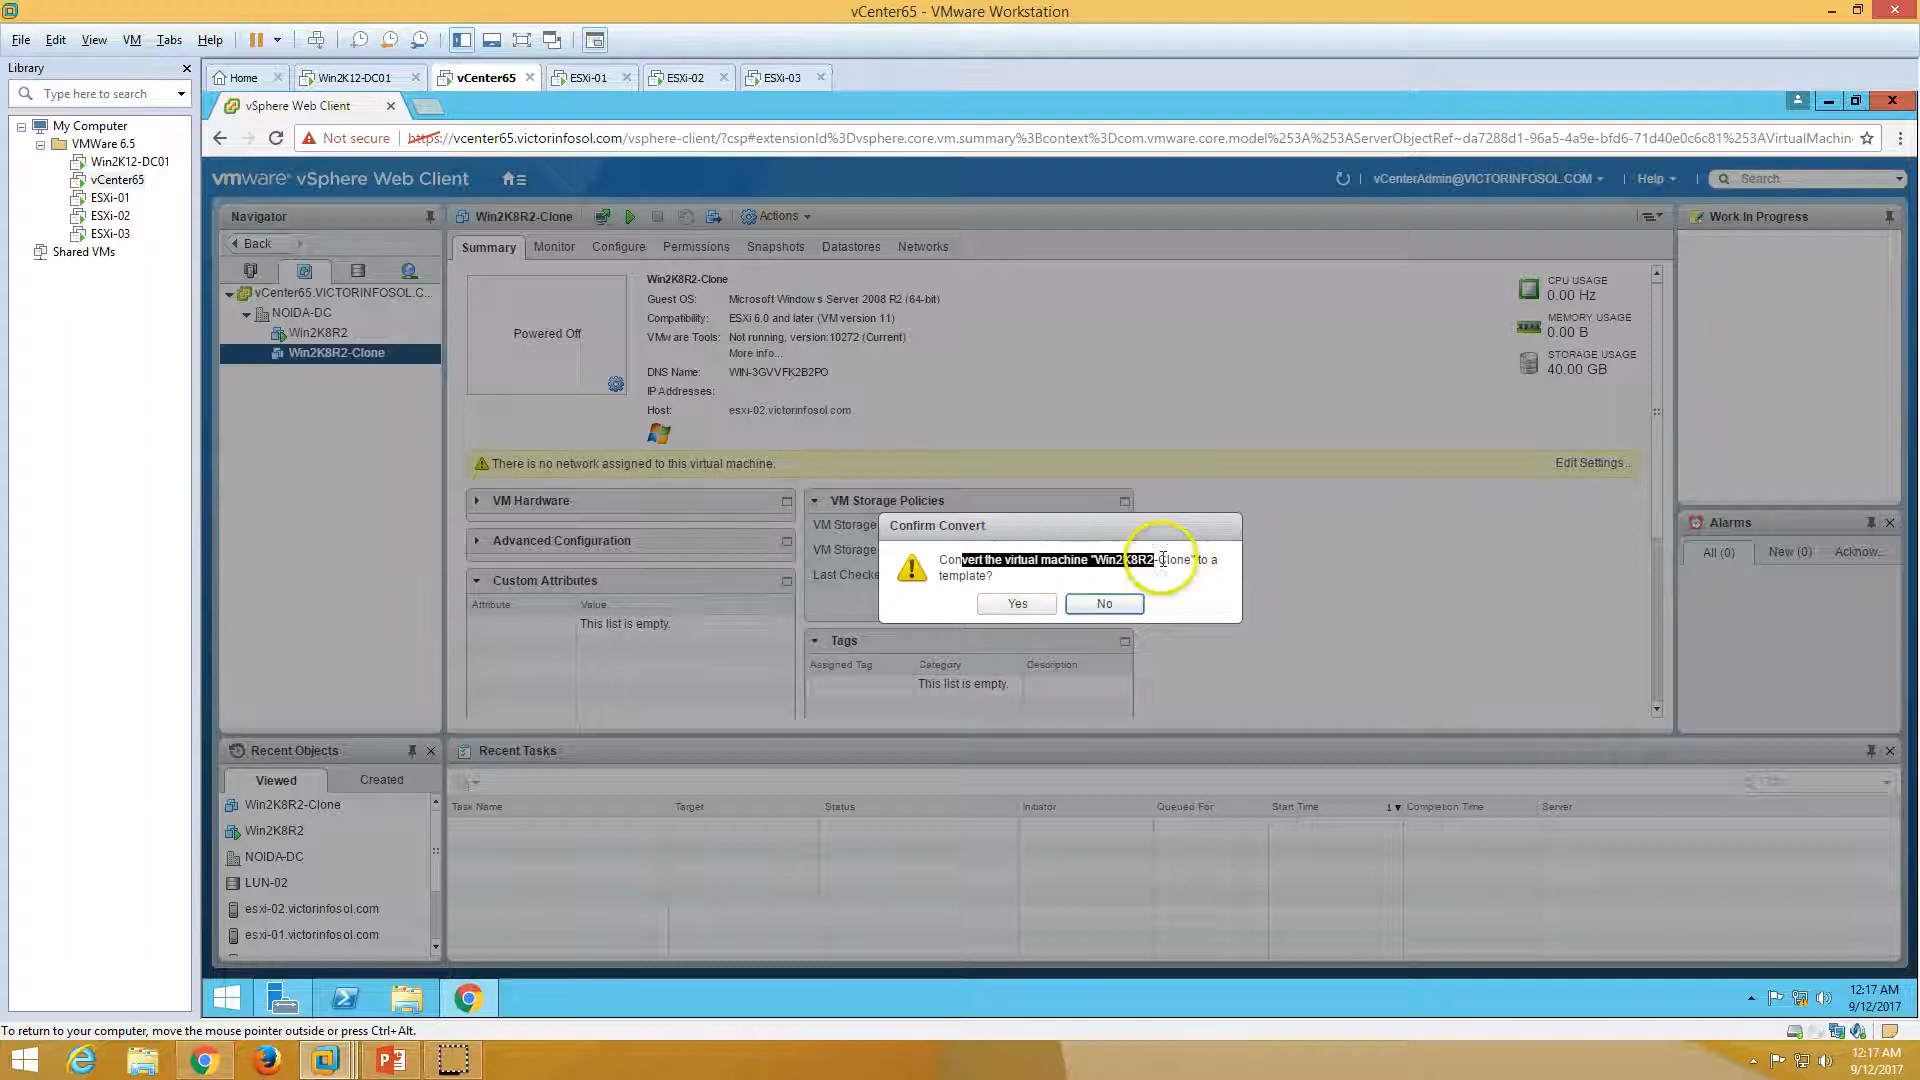 vCenter65 - VMware Workstation
File Edit View VM Tabs Help
Library
Type here to search
My Computer
VMWare 6.5
Win2K12-DC01
vCenter65
ESXi-01
ESXi-02
ESXi-03
Shared VMs
Home Win2K12-DC01 vCenter65 ESXi-01 ESXi-02 ESXi-03
vSphere Web Client
Not secure https://vcenter65.victorinfosol.com/vsphere-client/?csp#extensionId%3Dvsphere.core.vm.summary%3Bcontext%3Dcom.vmware.core.model%253A%253AServerObjectRef~da7288d1-96a5-4a9e-bfd6-71d40e0c6c81%253AVirtualMachin
vmware® vSphere Web Client
vCenterAdmin@VICTORINFOSOL.COM Help Search
Navigator
Back
vCenter65.VICTORINFOSOL.C...
NOIDA-DC
Win2K8R2
Win2K8R2-Clone
Win2K8R2-Clone Actions
Summary Monitor Configure Permissions Snapshots Datastores Networks
Powered Off
Win2K8R2-Clone
Guest OS: Microsoft Windows Server 2008 R2 (64-bit)
Compatibility: ESXi 6.0 and later (VM version 11)
VMware Tools: Not running, version:10272 (Current)
More info...
DNS Name: WIN-3GVVFK2B2PO
IP Addresses:
Host: esxi-02.victorinfosol.com
CPU USAGE
0.00 Hz
MEMORY USAGE
0.00 B
STORAGE USAGE
40.00 GB
There is no network assigned to this virtual machine. Edit Settings...
VM Hardware
Advanced Configuration
Custom Attributes
Attribute Value
This list is empty.
VM Storage Policies
VM Storage
VM Storage
Last Checke
Tags
Assigned Tag Category Description
This list is empty.
Confirm Convert
Convert the virtual machine "Win2K8R2-Clone" to a
template?
Yes No
Work In Progress
Alarms
All (0) New (0) Acknow...
Recent Objects
Viewed Created
Win2K8R2-Clone
Win2K8R2
NOIDA-DC
LUN-02
esxi-02.victorinfosol.com
esxi-01.victorinfosol.com
Recent Tasks
Task Name Target Status Initiator Queued For Start Time 1 Completion Time Server
12:17 AM
9/12/2017
To return to your computer, move the mouse pointer outside or press Ctrl+Alt.
12:17 AM
9/12/2017